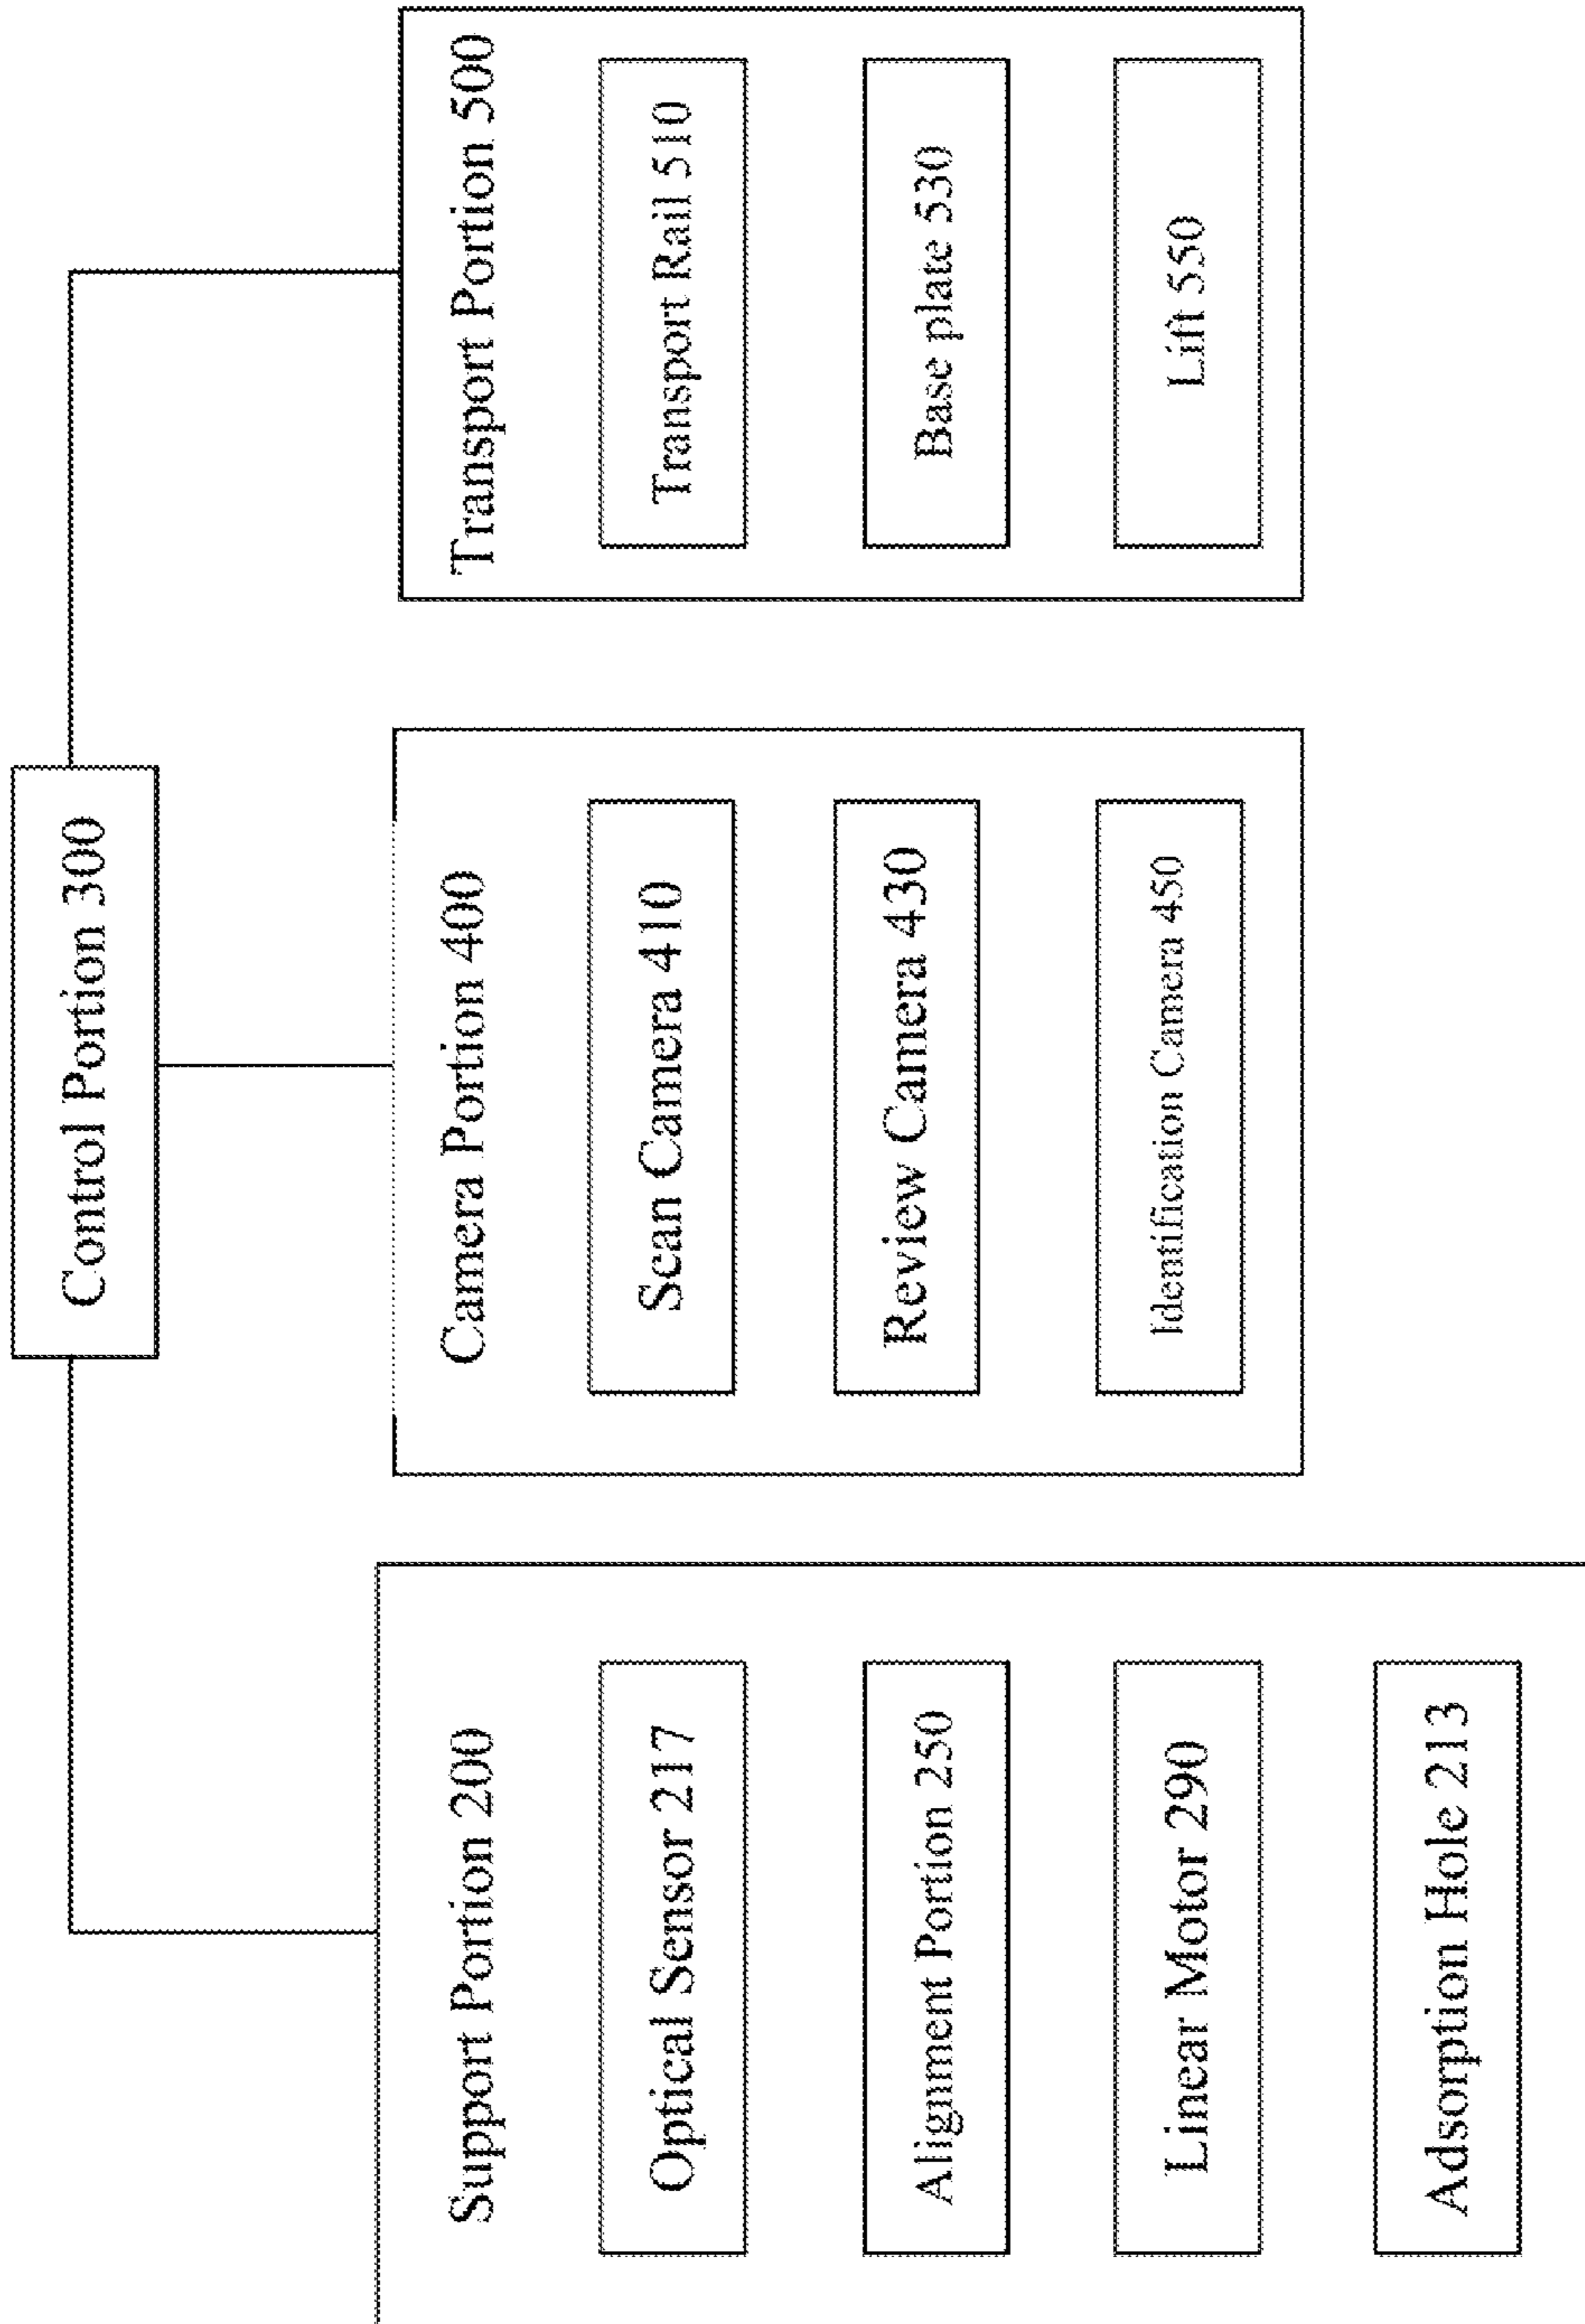 Control Portion 300
Support Portion 200
Optical Sensor 217
Alignment Portion 250
Linear Motor 290
Adsorption Hole 213
Camera Portion 400
Scan Camera 410
Review Camera 430
Identification Camera 450
Transport Portion 500
Transport Rail 510
Base plate 530
Lift 550